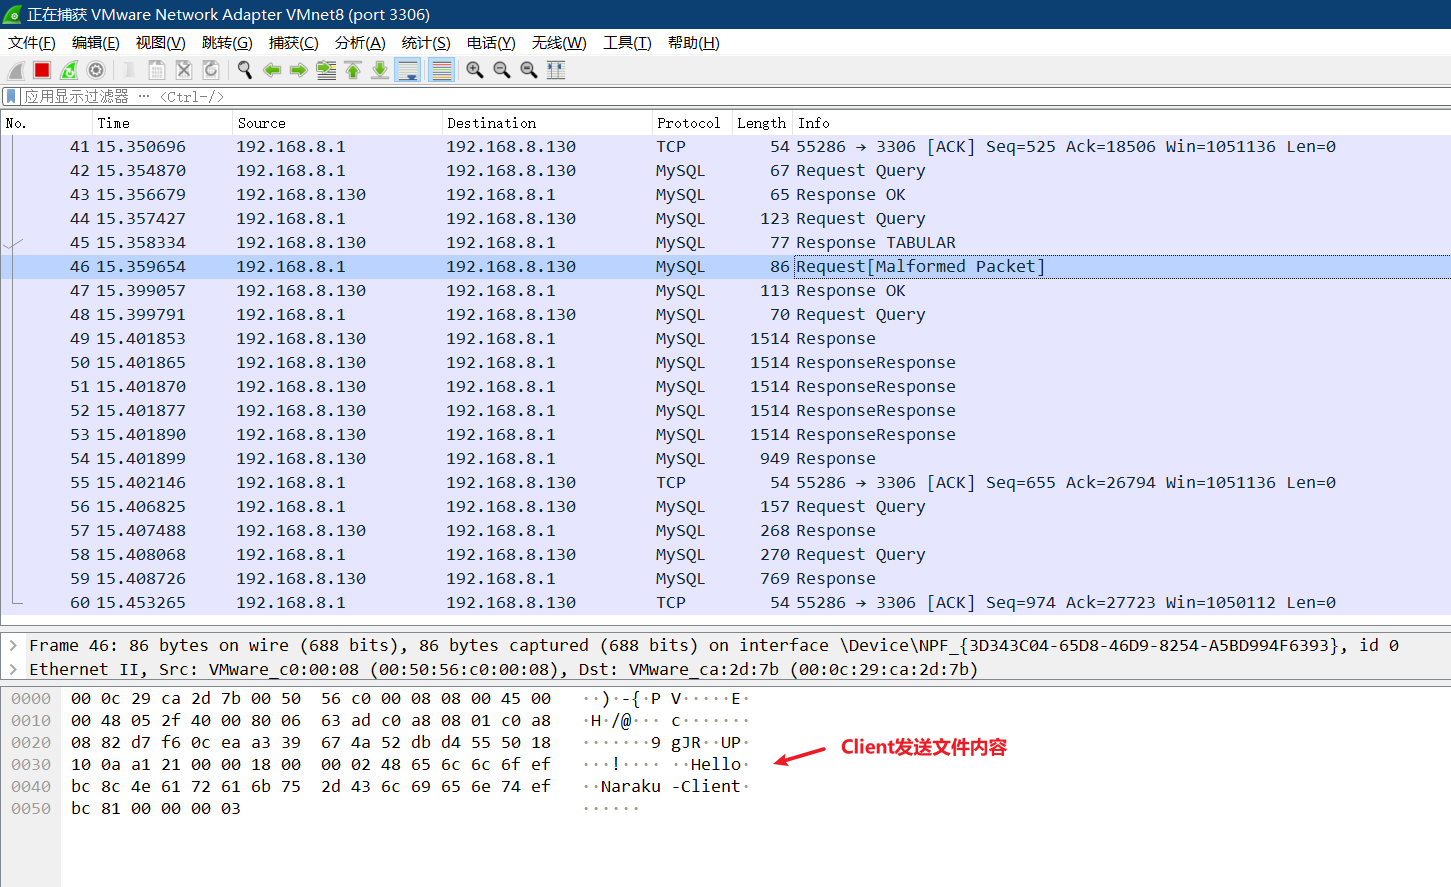 正在捕获 VMware Network Adapter VMnet8 (port 3306)
文件(F) 编辑(E) 视图(V) 跳转(G) 捕获(C) 分析(A) 统计(S) 电话(Y) 无线(W) 工具(T) 帮助(H)
应用显示过滤器 … <Ctrl-/>
No. Time Source Destination Protocol Length Info
41 15.350696 192.168.8.1 192.168.8.130 TCP 54 55286 → 3306 [ACK] Seq=525 Ack=18506 Win=1051136 Len=0
42 15.354870 192.168.8.1 192.168.8.130 MySQL 67 Request Query
43 15.356679 192.168.8.130 192.168.8.1 MySQL 65 Response OK
44 15.357427 192.168.8.1 192.168.8.130 MySQL 123 Request Query
45 15.358334 192.168.8.130 192.168.8.1 MySQL 77 Response TABULAR
46 15.359654 192.168.8.1 192.168.8.130 MySQL 86 Request[Malformed Packet]
47 15.399057 192.168.8.130 192.168.8.1 MySQL 113 Response OK
48 15.399791 192.168.8.1 192.168.8.130 MySQL 70 Request Query
49 15.401853 192.168.8.130 192.168.8.1 MySQL 1514 Response
50 15.401865 192.168.8.130 192.168.8.1 MySQL 1514 ResponseResponse
51 15.401870 192.168.8.130 192.168.8.1 MySQL 1514 ResponseResponse
52 15.401877 192.168.8.130 192.168.8.1 MySQL 1514 ResponseResponse
53 15.401890 192.168.8.130 192.168.8.1 MySQL 1514 ResponseResponse
54 15.401899 192.168.8.130 192.168.8.1 MySQL 949 Response
55 15.402146 192.168.8.1 192.168.8.130 TCP 54 55286 → 3306 [ACK] Seq=655 Ack=26794 Win=1051136 Len=0
56 15.406825 192.168.8.1 192.168.8.130 MySQL 157 Request Query
57 15.407488 192.168.8.130 192.168.8.1 MySQL 268 Response
58 15.408068 192.168.8.1 192.168.8.130 MySQL 270 Request Query
59 15.408726 192.168.8.130 192.168.8.1 MySQL 769 Response
60 15.453265 192.168.8.1 192.168.8.130 TCP 54 55286 → 3306 [ACK] Seq=974 Ack=27723 Win=1050112 Len=0
Frame 46: 86 bytes on wire (688 bits), 86 bytes captured (688 bits) on interface \Device\NPF_{3D343C04-65D8-46D9-8254-A5BD994F6393}, id 0
Ethernet II, Src: VMware_c0:00:08 (00:50:56:c0:00:08), Dst: VMware_ca:2d:7b (00:0c:29:ca:2d:7b)
0000 00 0c 29 ca 2d 7b 00 50 56 c0 00 08 08 00 45 00 ··)·-{·P V·····E·
0010 00 48 05 2f 40 00 80 06 63 ad c0 a8 08 01 c0 a8 ·H·/@··· c·······
0020 08 82 d7 f6 0c ea a3 39 67 4a 52 db d4 55 50 18 ·······9 gJR··UP·
0030 10 0a a1 21 00 00 18 00 00 02 48 65 6c 6c 6f ef ···!···· ··Hello·
0040 bc 8c 4e 61 72 61 6b 75 2d 43 6c 69 65 6e 74 ef ··Naraku -Client·
0050 bc 81 00 00 00 03 ······
Client发送文件内容